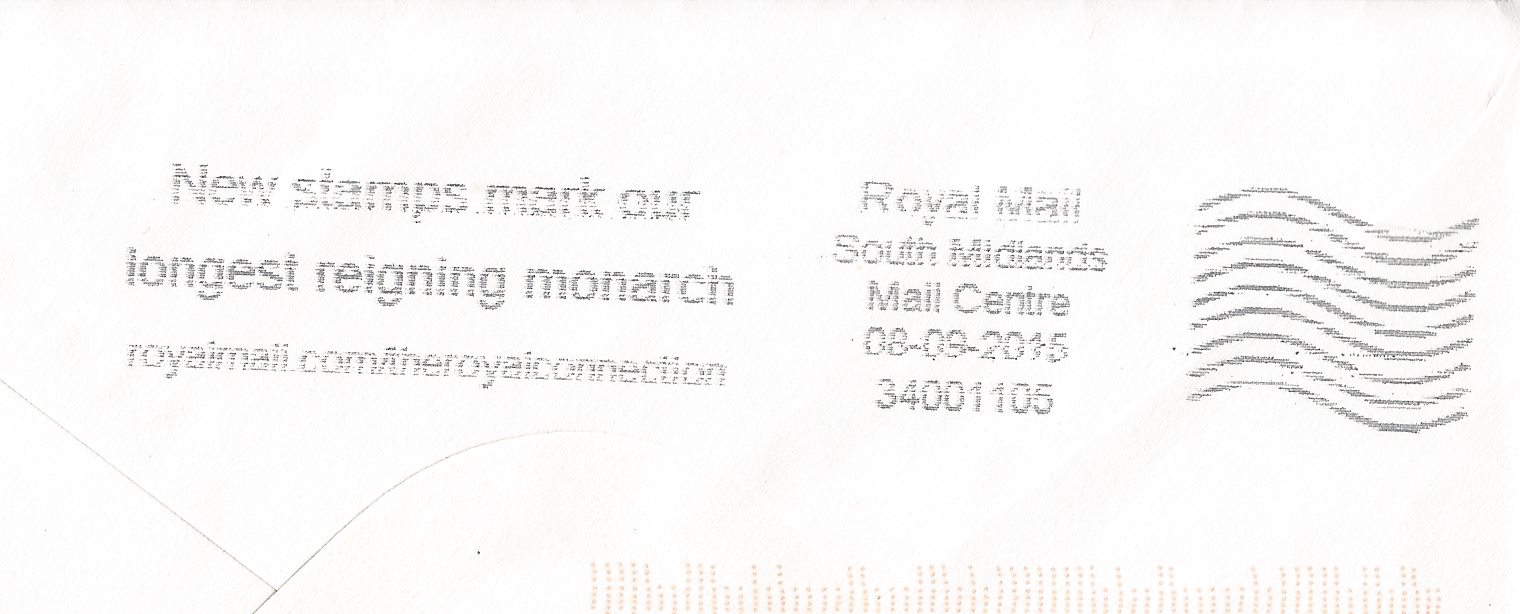 New stamps mark our
longest reigning monarch
royalmail.com/theroyalconnection
Royal Mail
South Midlands
Mail Centre
08-09-2015
34001105